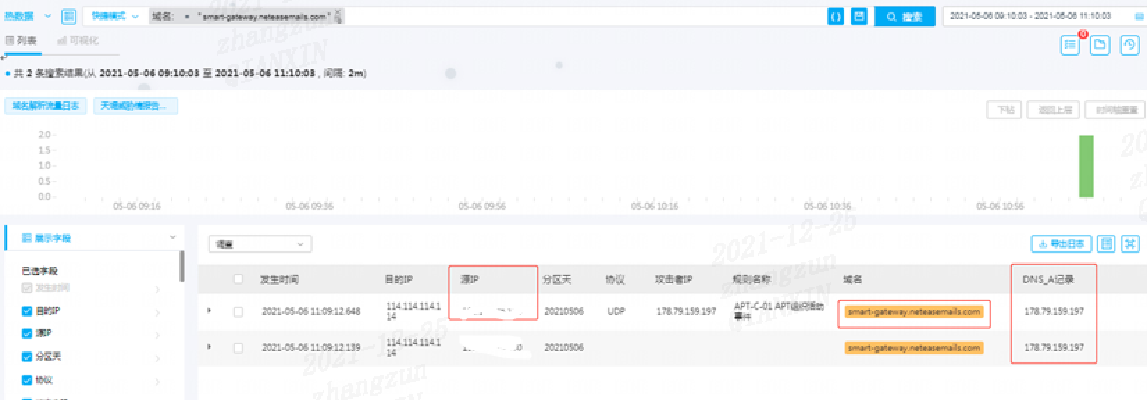 热数据 快捷模式 域名: = "smart-gateway.neteasemails.com" 搜索 2021-05-06 09:10:03 - 2021-05-06 11:10:03
列表 可视化
共 2 条搜索结果(从 2021-05-06 09:10:03 至 2021-05-06 11:10:03 , 间隔: 2m)
域名解析流量日志 天堤威胁情报告...
下钻 返回上层 时间轴重置
2.0
1.5
1.0
0.5
0.0
05-06 09:16 05-06 09:36 05-06 09:56 05-06 10:16 05-06 10:36 05-06 10:56
展示字段 导出日志
已选字段
发生时间
目的IP
源IP
分区天
协议
发生时间 目的IP 源IP 分区天 协议 攻击者IP 规则名称 域名 DNS_A记录
2021-05-06 11:09:12.648 114.114.114.114 20210506 UDP 178.79.159.197 APT-C-01 APT组织活动事件 smart-gateway.neteasemails.com 178.79.159.197
2021-05-06 11:09:12.139 114.114.114.114 20210506 smart-gateway.neteasemails.com 178.79.159.197
zhangzun
QIANXIN
2021-12-25
zhangzun
2021-12-25
zhangzun